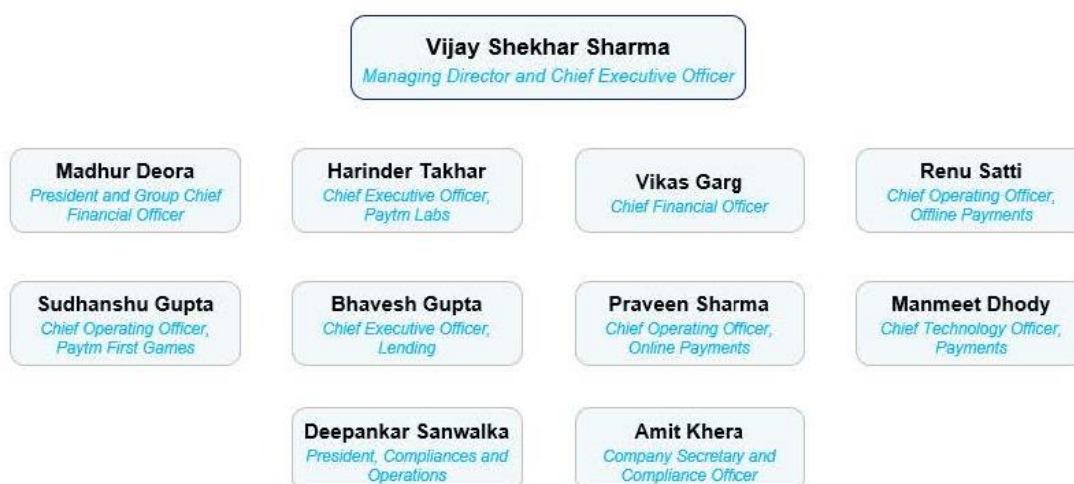 Vijay Shekhar Sharma
Managing Director and Chief Executive Officer
Madhur Deora
President and Group Chief
Financial Officer
Harinder Takhar
Chief Executive Officer,
Paytm Labs
Vikas Garg
Chief Financial Officer
Renu Satti
Chief Operating Officer,
Offline Payments
Sudhanshu Gupta
Chief Operating Officer,
Paytm First Games
Bhavesh Gupta
Chief Executive Officer,
Lending
Praveen Sharma
Chief Operating Officer,
Online Payments
Manmeet Dhody
Chief Technology Officer,
Payments
Deepankar Sanwalka
President, Compliances and
Operations
Amit Khera
Company Secretary and
Compliance Officer